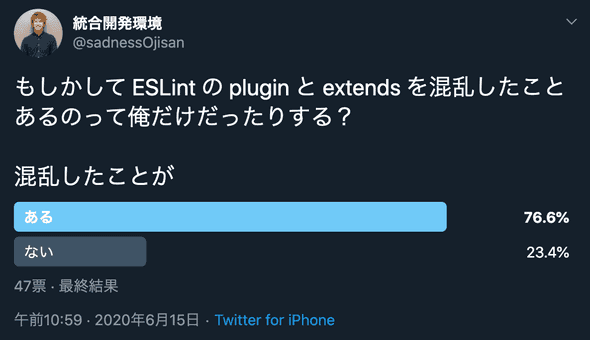 統合開発環境
@sadnessOjisan
もしかして ESLint の plugin と extends を混乱したこと
あるのって俺だけだったりする？
混乱したことが
ある 76.6%
ない 23.4%
47票 · 最終結果
午前10:59 · 2020年6月15日 · Twitter for iPhone